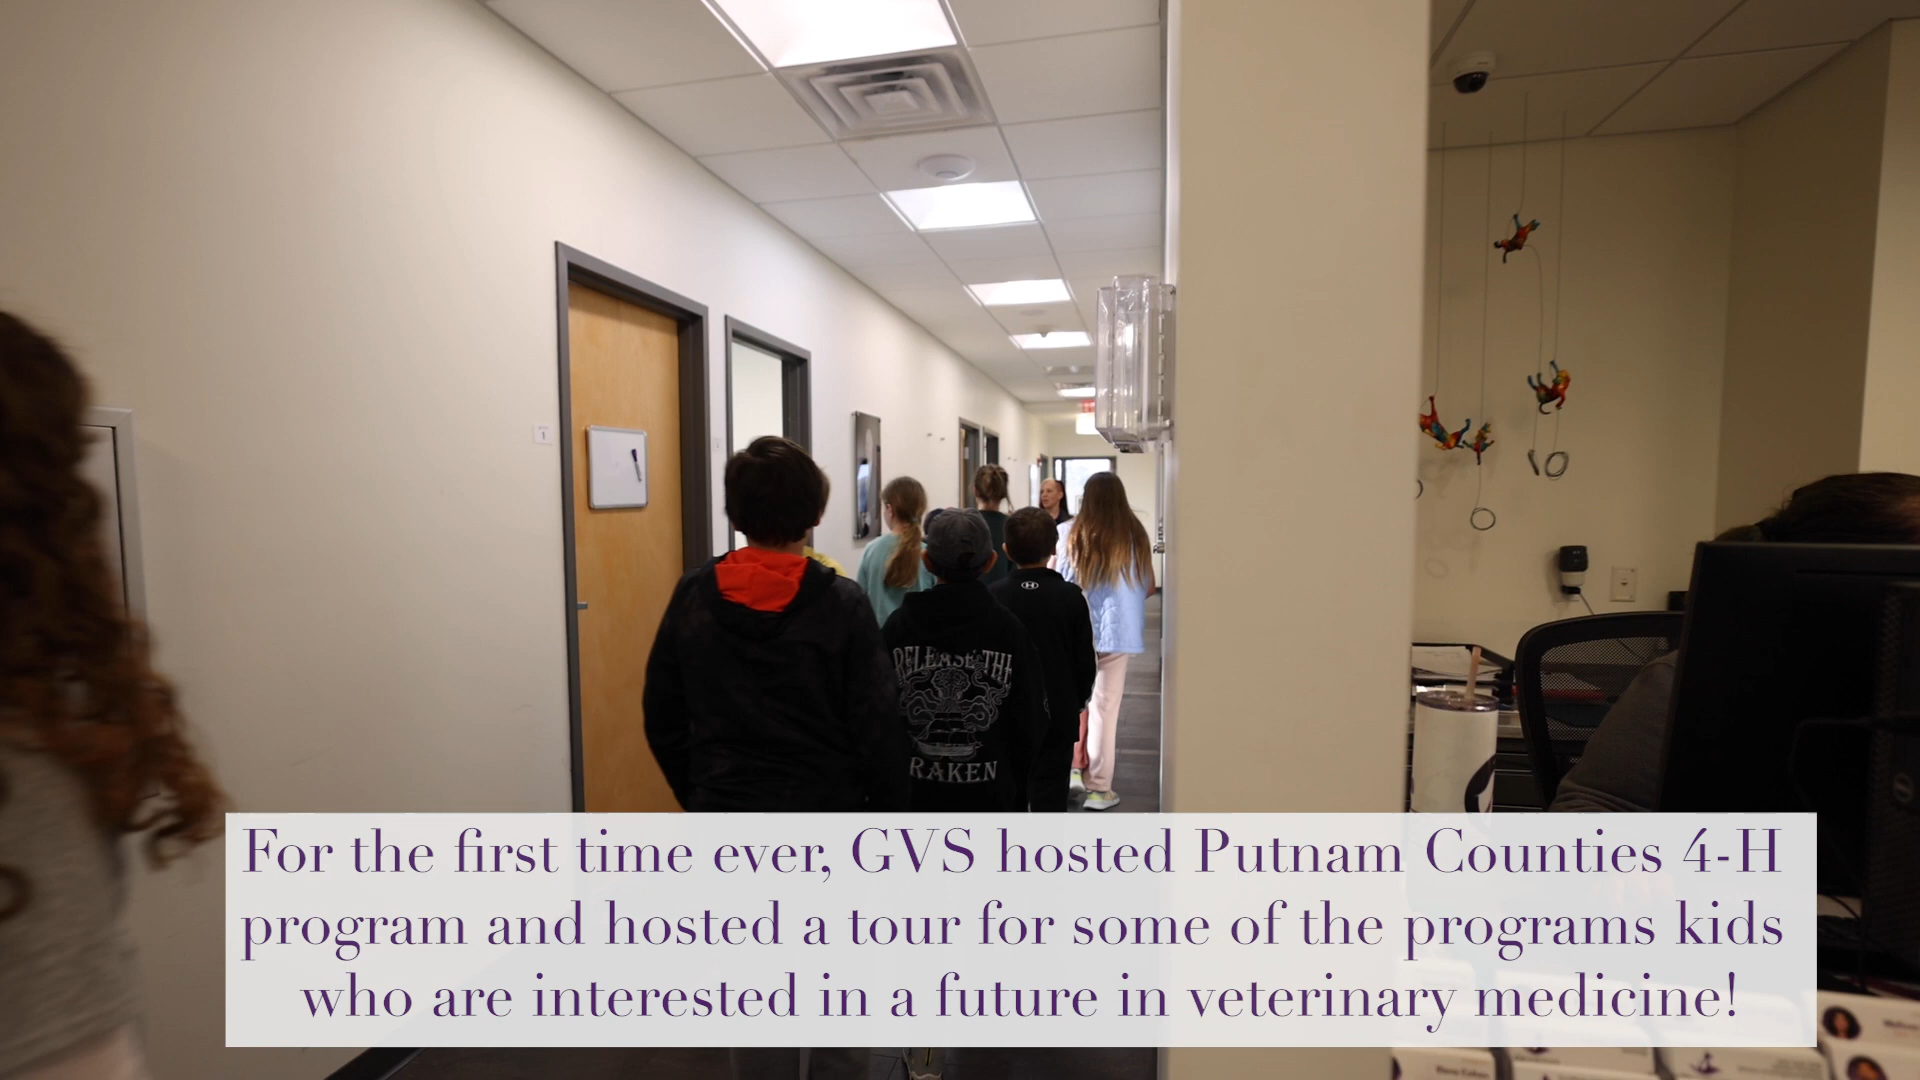 1
RELEASE THE
RAKEN
For the first time ever, GVS hosted Putnam Counties 4-H
program and hosted a tour for some of the programs kids
who are interested in a future in veterinary medicine!